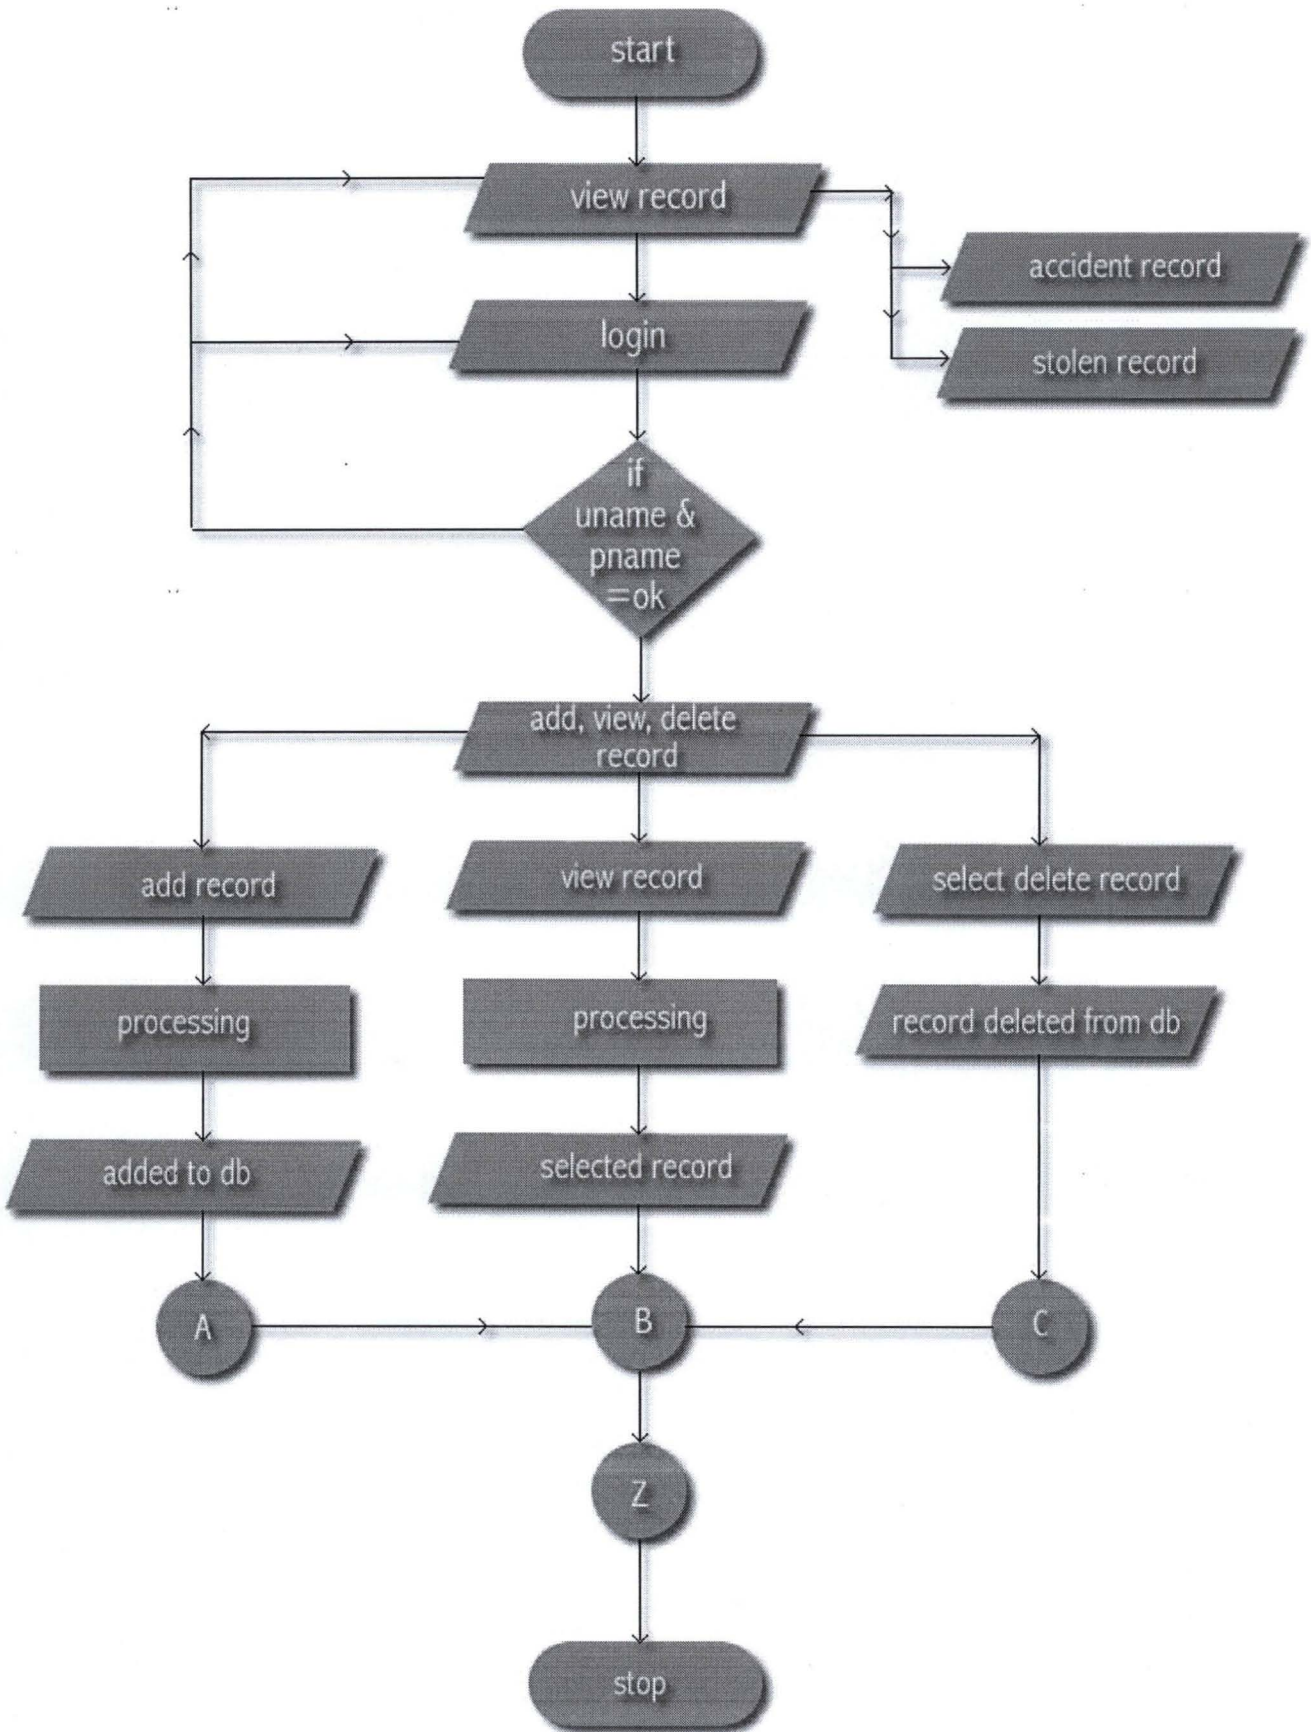 start
view record
accident record
login
stolen record
if
uname &
pname
=ok
add, view, delete
record
add record
view record
select delete record
processing
processing
record deleted from db
added to db
selected record
A
B
C
Z
stop